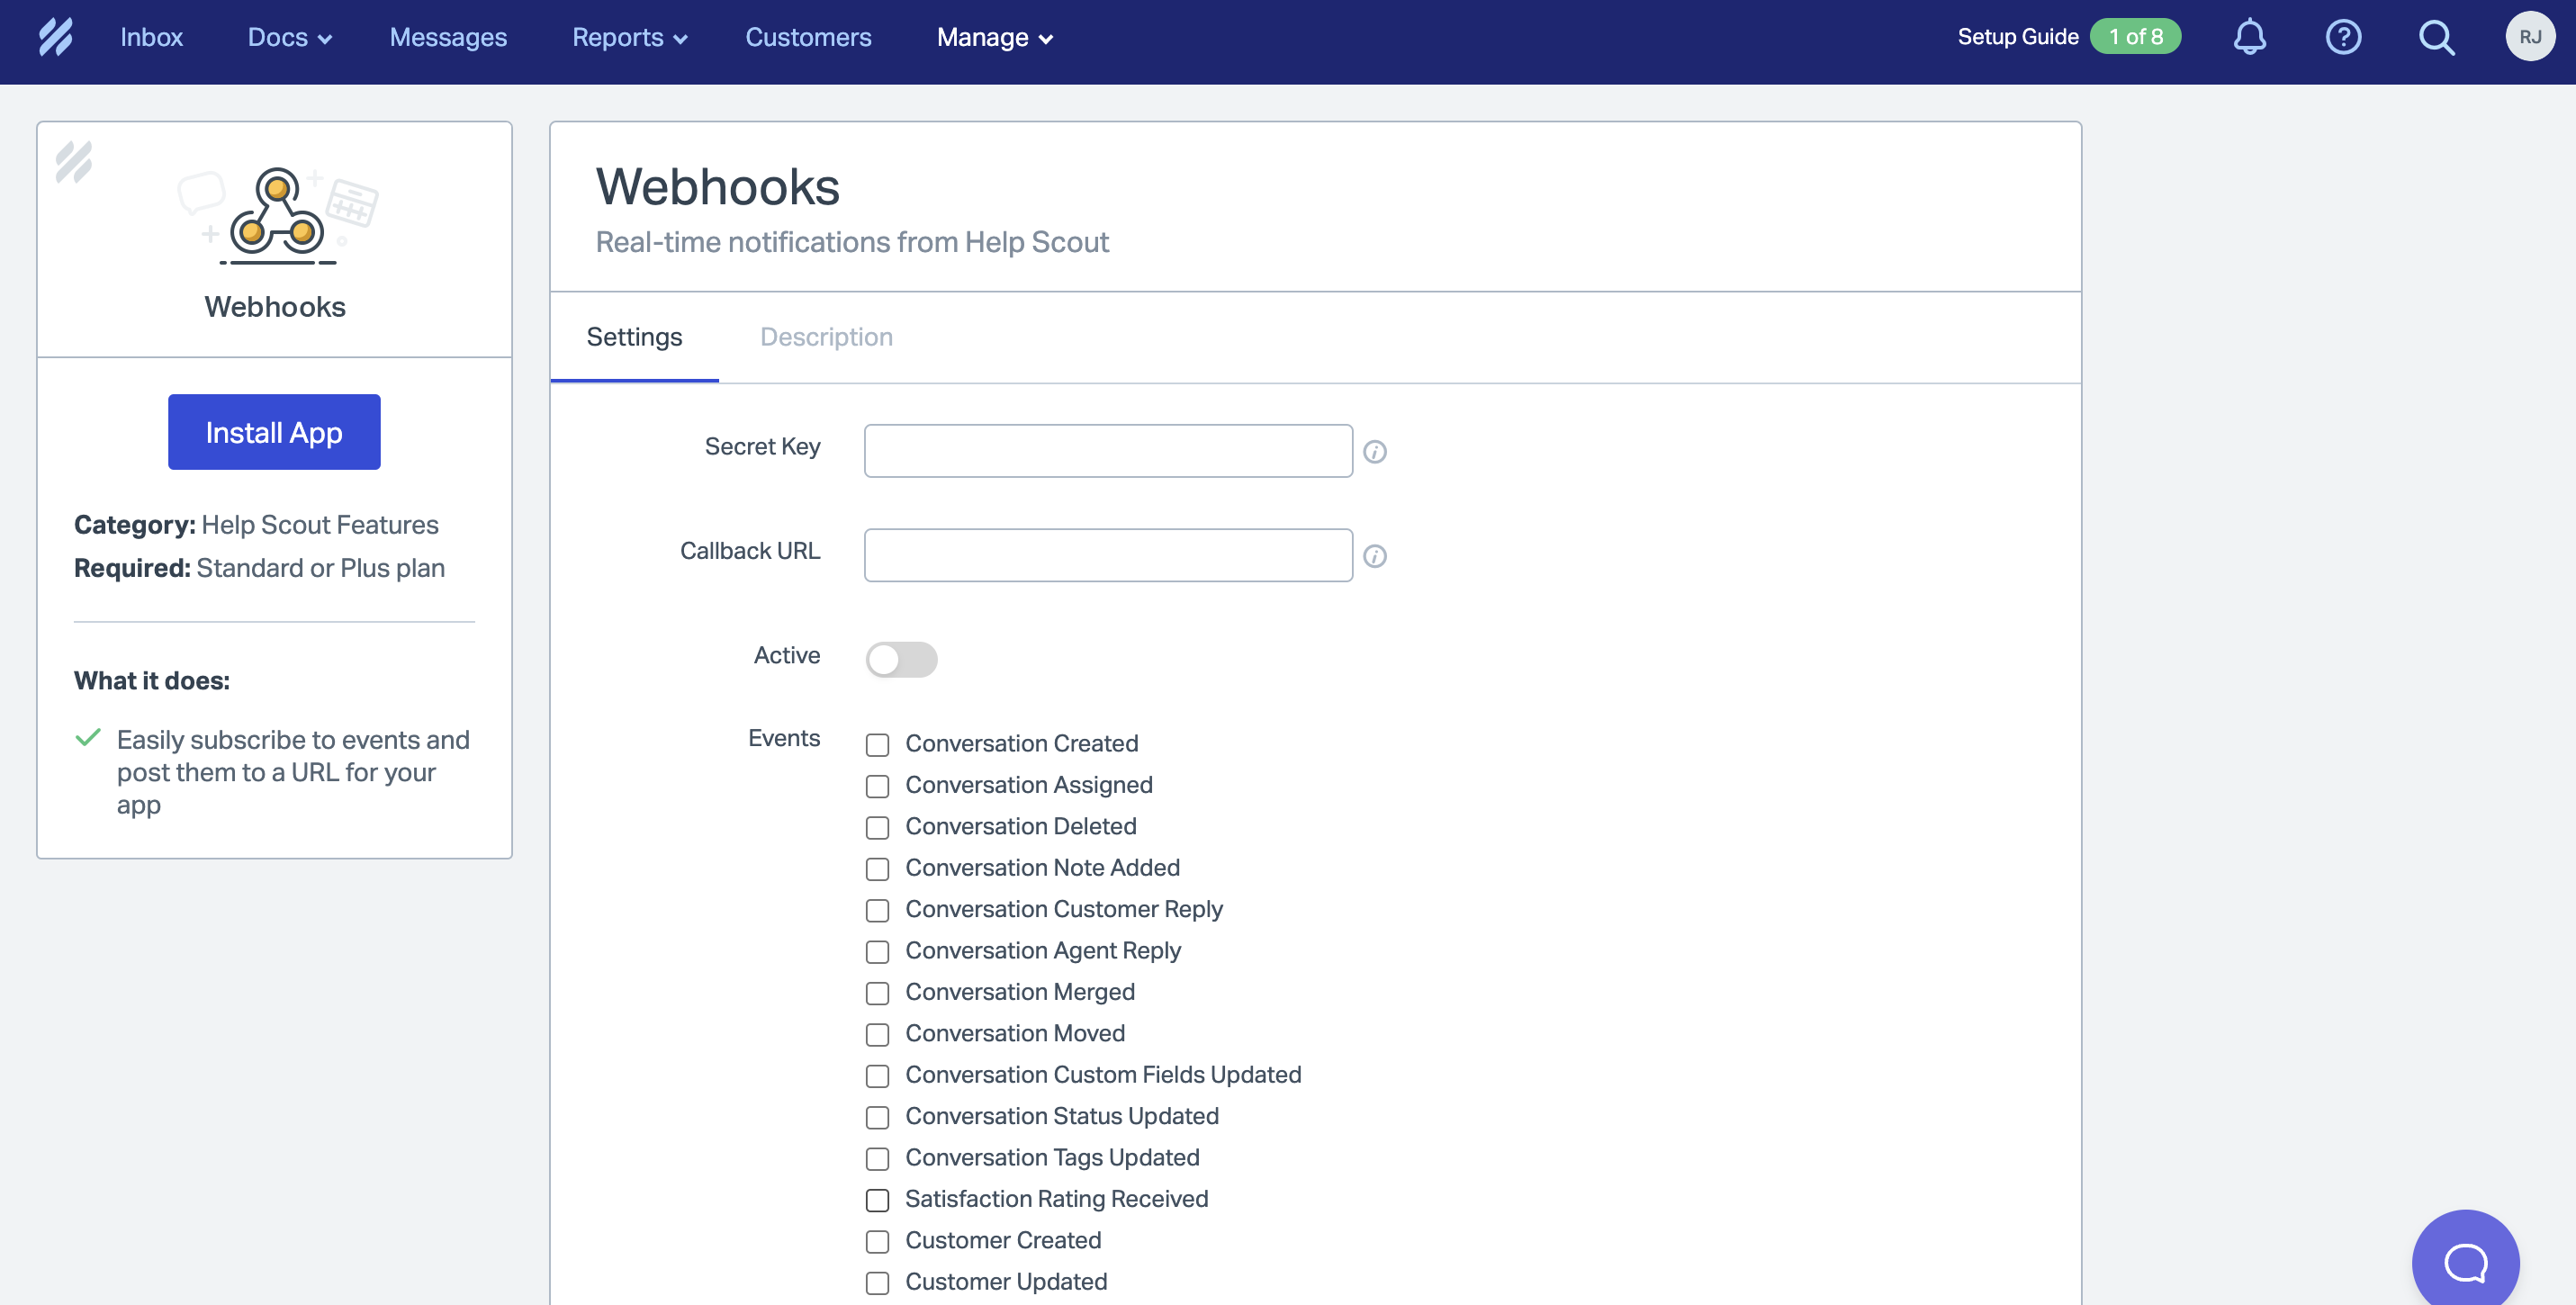 Inbox
Docs
Messages
Reports
Customers
Manage
Setup Guide
1 of 8
?
RJ
Webhooks
Install App
Category: Help Scout Features
Required: Standard or Plus plan
What it does:
Easily subscribe to events and
post them to a URL for your
app
Webhooks
Real-time notifications from Help Scout
Settings
Description
Secret Key
i
Callback URL
i
Active
Events
Conversation Created
Conversation Assigned
Conversation Deleted
Conversation Note Added
Conversation Customer Reply
Conversation Agent Reply
Conversation Merged
Conversation Moved
Conversation Custom Fields Updated
Conversation Status Updated
Conversation Tags Updated
Satisfaction Rating Received
Customer Created
Customer Updated